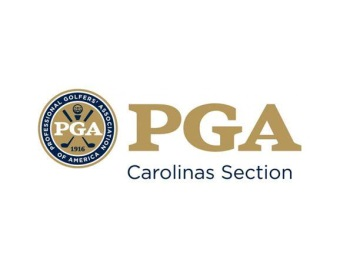 PROFESSIONAL GOLFERS' ASSOCIATION
OF AMERICA
PGA
1916
PGA
Carolinas Section